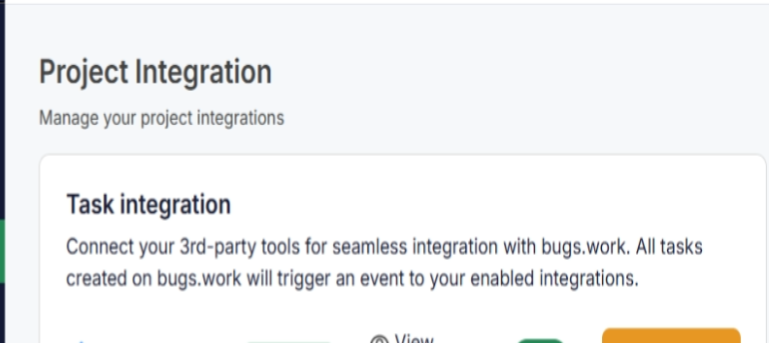 Project Integration
Manage your project integrations
Task integration
Connect your 3rd-party tools for seamless integration with bugs.work. All tasks
created on bugs.work will trigger an event to your enabled integrations.
View